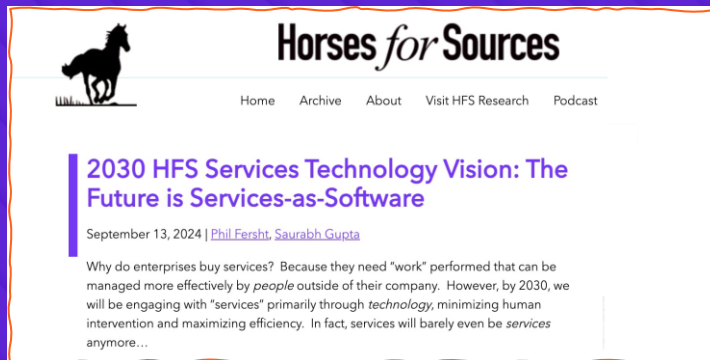 Horses for Sources
Home Archive About Visit HFS Research Podcast
2030 HFS Services Technology Vision: The
Future is Services-as-Software
September 13, 2024 | Phil Fersht, Saurabh Gupta
Why do enterprises buy services? Because they need “work” performed that can be
managed more effectively by people outside of their company. However, by 2030, we
will be engaging with “services” primarily through technology, minimizing human
intervention and maximizing efficiency. In fact, services will barely even be services
anymore…